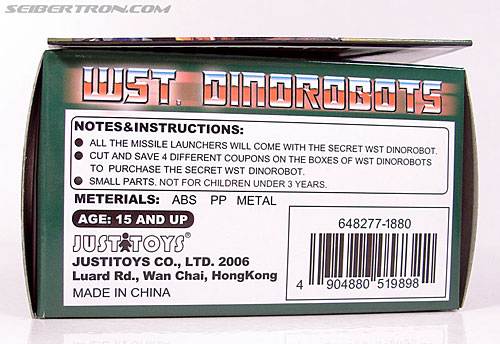 SEIBERTRON.COM
WST. DINOROBOTS
NOTES&INSTRUCTIONS:
● ALL THE MISSILE LAUNCHERS WILL COME WITH THE SECRET WST DINOROBOT.
● CUT AND SAVE 4 DIFFERENT COUPONS ON THE BOXES OF WST DINOROBOTS
TO PURCHASE THE SECRET WST DINOROBOT.
● SMALL PARTS. NOT FOR CHILDREN UNDER 3 YEARS.
METERIALS: ABS PP METAL
AGE: 15 AND UP
JUSTITOYS®
JUSTITOYS CO., LTD. 2006
Luard Rd., Wan Chai, HongKong
MADE IN CHINA
648277-1880
4 904880 519898